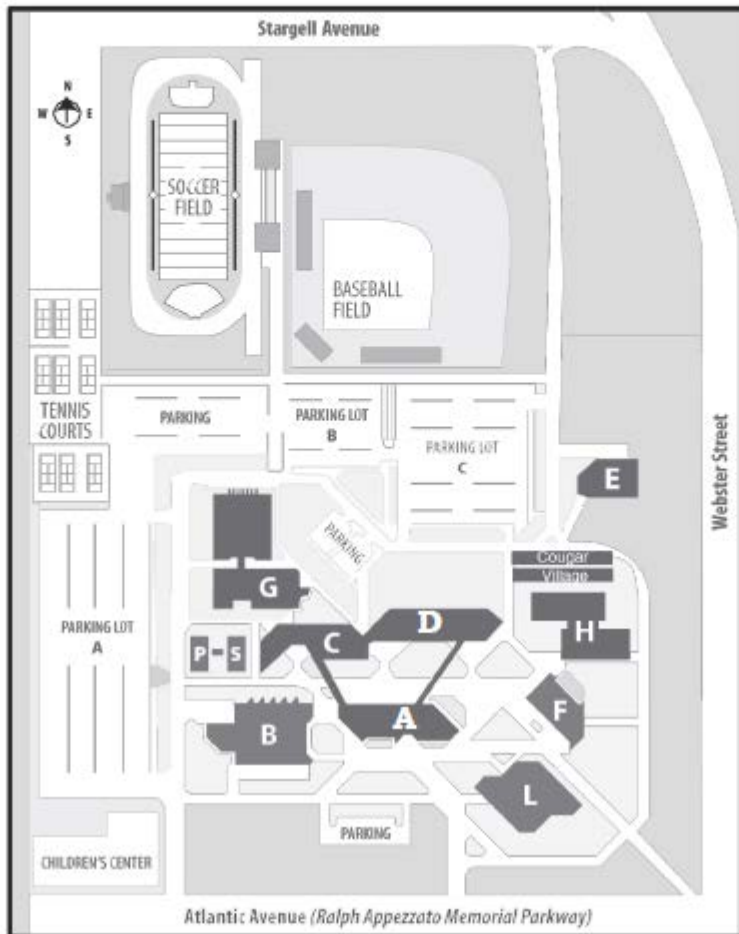 Stargell Avenue
N
W E
S
SOCCER
FIELD
BASEBALL
FIELD
TENNIS
COURTS
PARKING
PARKING LOT
B
PARKING LOT
C
E
Webster Street
PARKING
Cougar
Village
G
H
D
C
PARKING LOT
A
P S
A
F
B
L
PARKING
CHILDREN'S CENTER
Atlantic Avenue (Ralph Appezzato Memorial Parkway)